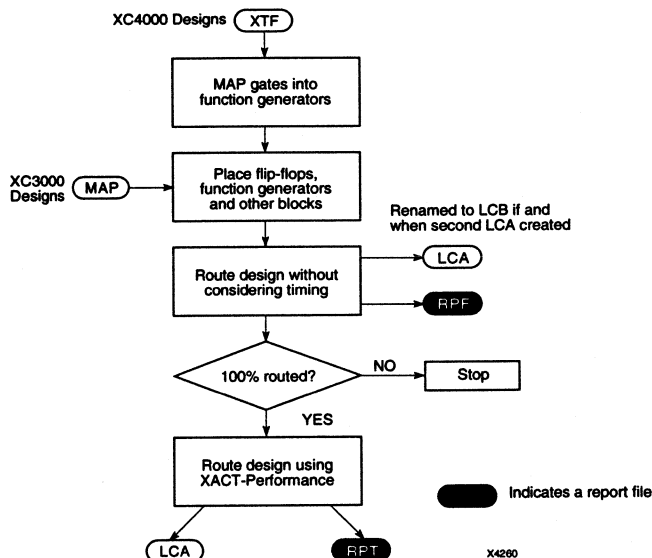 XC4000 Designs
XTF
MAP gates into
function generators
XC3000
Designs
MAP
Place flip-flops,
function generators
and other blocks
Renamed to LCB if and
when second LCA created
Route design without
considering timing
LCA
RPF
100% routed?
NO
Stop
YES
Route design using
XACT-Performance
Indicates a report file
LCA
RPT
X4260